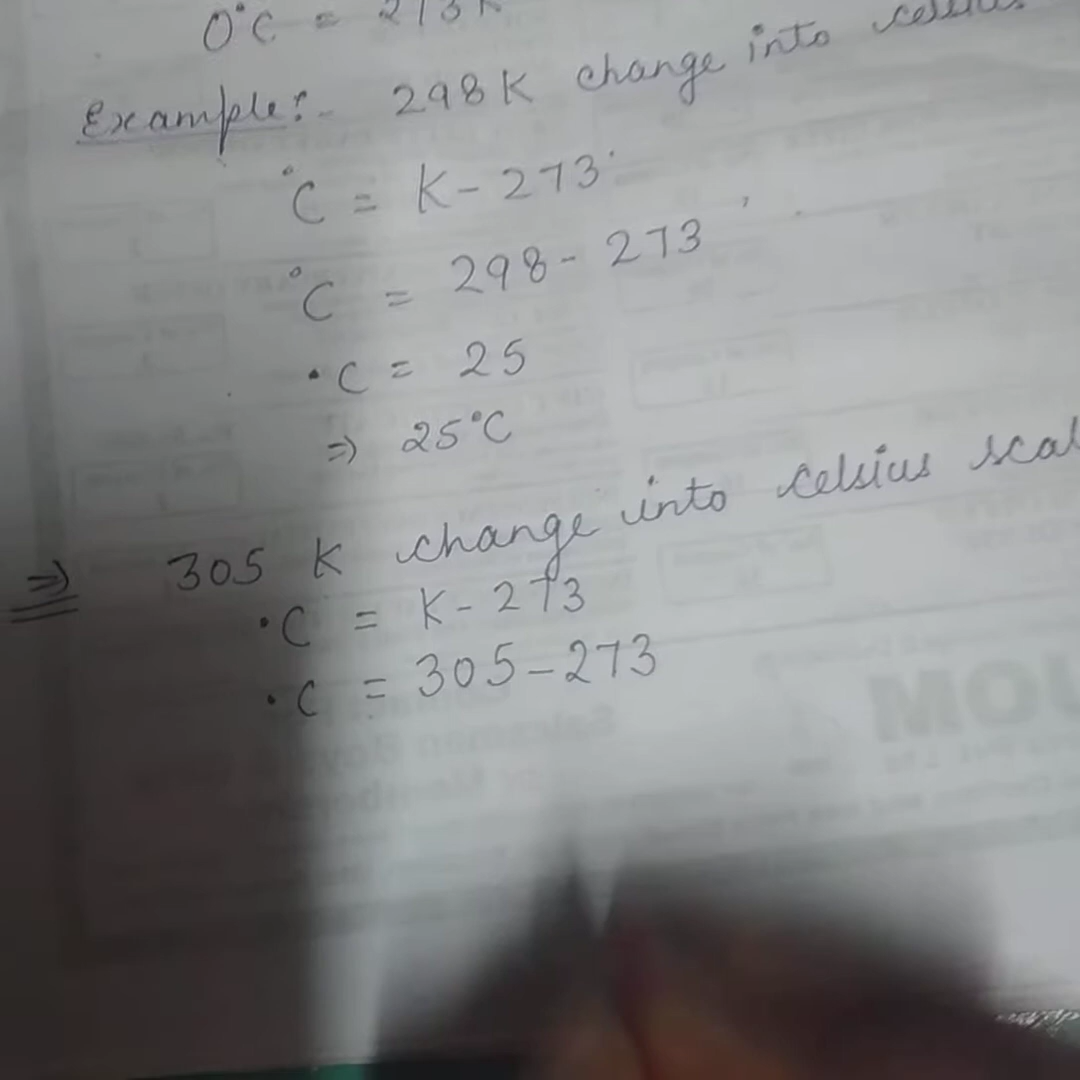 0°C = 273K
Example:- 298K change into celsius
°C = K - 273
°C = 298 - 273
°C = 25
⇒ 25°C
⇒ 305 K change into celsius scal
°C = K - 273
°C = 305 - 273